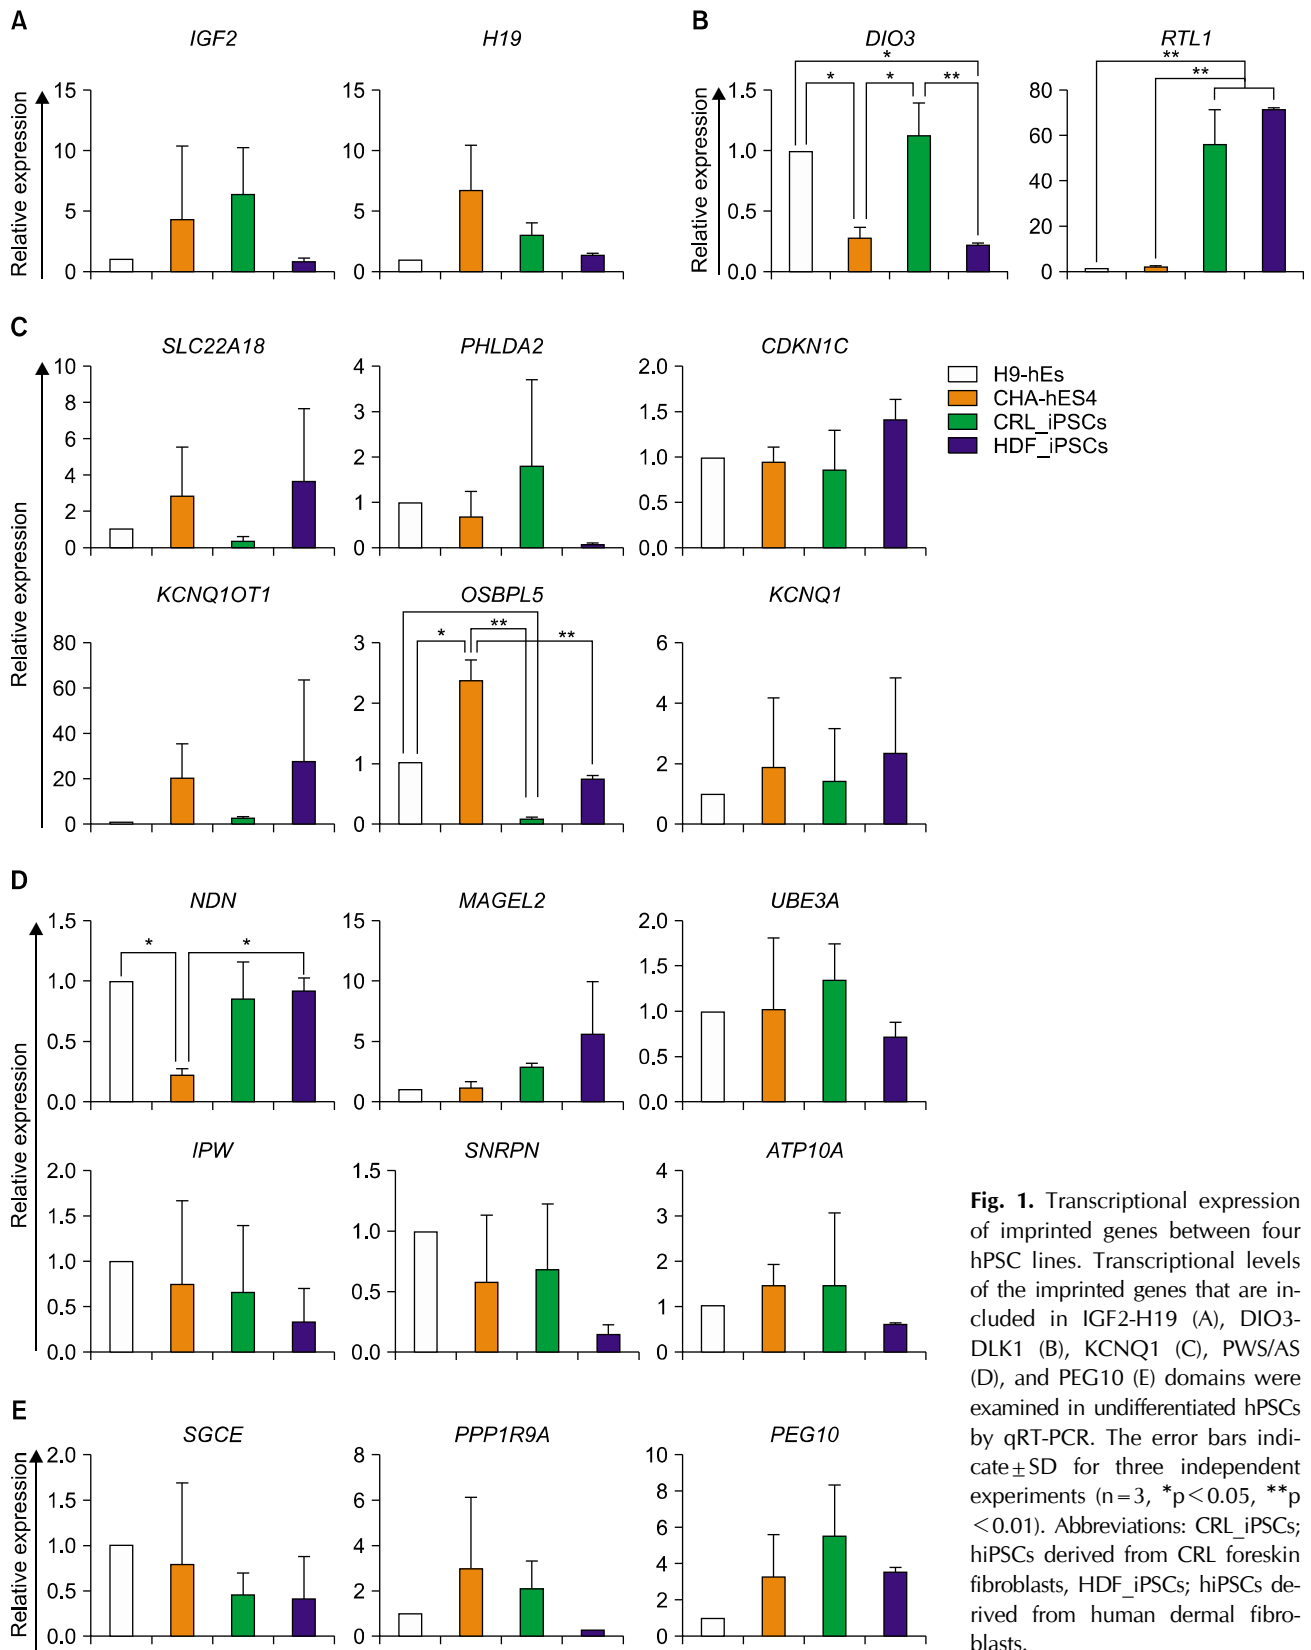 A
IGF2
H19
Relative expression
15
10
5
0
15
10
5
0
B
DIO3
RTL1
Relative expression
1.5
1.0
0.5
0.0
*
*
*
**
80
60
40
20
0
**
**
C
SLC22A18
PHLDA2
CDKN1C
Relative expression
10
8
6
4
2
0
4
3
2
1
0
2.0
1.5
1.0
0.5
0.0
H9-hEs
CHA-hES4
CRL_iPSCs
HDF_iPSCs
KCNQ1OT1
OSBPL5
KCNQ1
80
60
40
20
0
3
2
1
0
*
**
**
6
4
2
0
D
NDN
MAGEL2
UBE3A
Relative expression
1.5
1.0
0.5
0.0
*
*
15
10
5
0
2.0
1.5
1.0
0.5
0.0
IPW
SNRPN
ATP10A
2.0
1.5
1.0
0.5
0.0
1.5
1.0
0.5
0.0
4
3
2
1
0
E
SGCE
PPP1R9A
PEG10
Relative expression
2.0
1.5
1.0
0.5
0.0
8
6
4
2
0
10
8
6
4
2
0
Fig. 1. Transcriptional expression
of imprinted genes between four
hPSC lines. Transcriptional levels
of the imprinted genes that are in-
cluded in IGF2-H19 (A), DIO3-
DLK1 (B), KCNQ1 (C), PWS/AS
(D), and PEG10 (E) domains were
examined in undifferentiated hPSCs
by qRT-PCR. The error bars indi-
cate±SD for three independent
experiments (n=3, *p<0.05, **p
<0.01). Abbreviations: CRL_iPSCs;
hiPSCs derived from CRL foreskin
fibroblasts, HDF_iPSCs; hiPSCs de-
rived from human dermal fibro-
blasts.